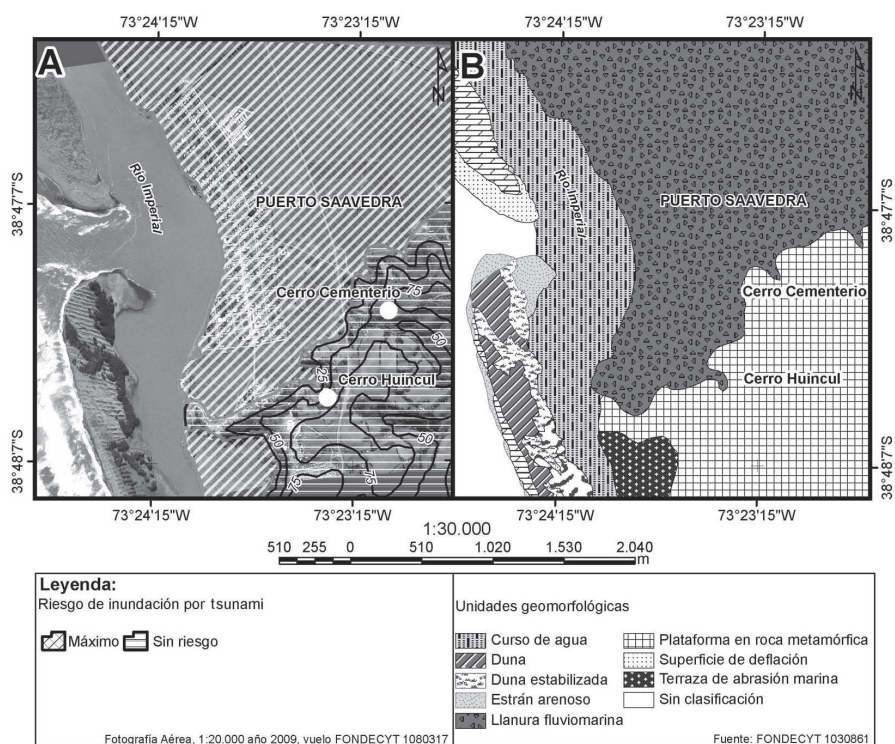 73°24'15"W
73°23'15"W
73°24'15"W
73°23'15"W
A
N
Río Imperial
PUERTO SAAVEDRA
38°47'7"S
Cerro Cementerio
75
50
25
Cerro Huincul
50
50
75
75
38°48'7"S
73°24'15"W
73°23'15"W
B
N
Río Imperial
PUERTO SAAVEDRA
38°47'7"S
Cerro Cementerio
Cerro Huincul
38°48'7"S
73°24'15"W
73°23'15"W
1:30.000
510 255 0 510 1.020 1.530 2.040
m
Leyenda:
Riesgo de inundación por tsunami
Máximo Sin riesgo
Fotografía Aérea, 1:20.000 año 2009, vuelo FONDECYT 1080317
Unidades geomorfológicas
Curso de agua
Duna
Duna estabilizada
Estrán arenoso
Llanura fluviomarina
Plataforma en roca metamórfica
Superficie de deflación
Terraza de abrasión marina
Sin clasificación
Fuente: FONDECYT 1030861